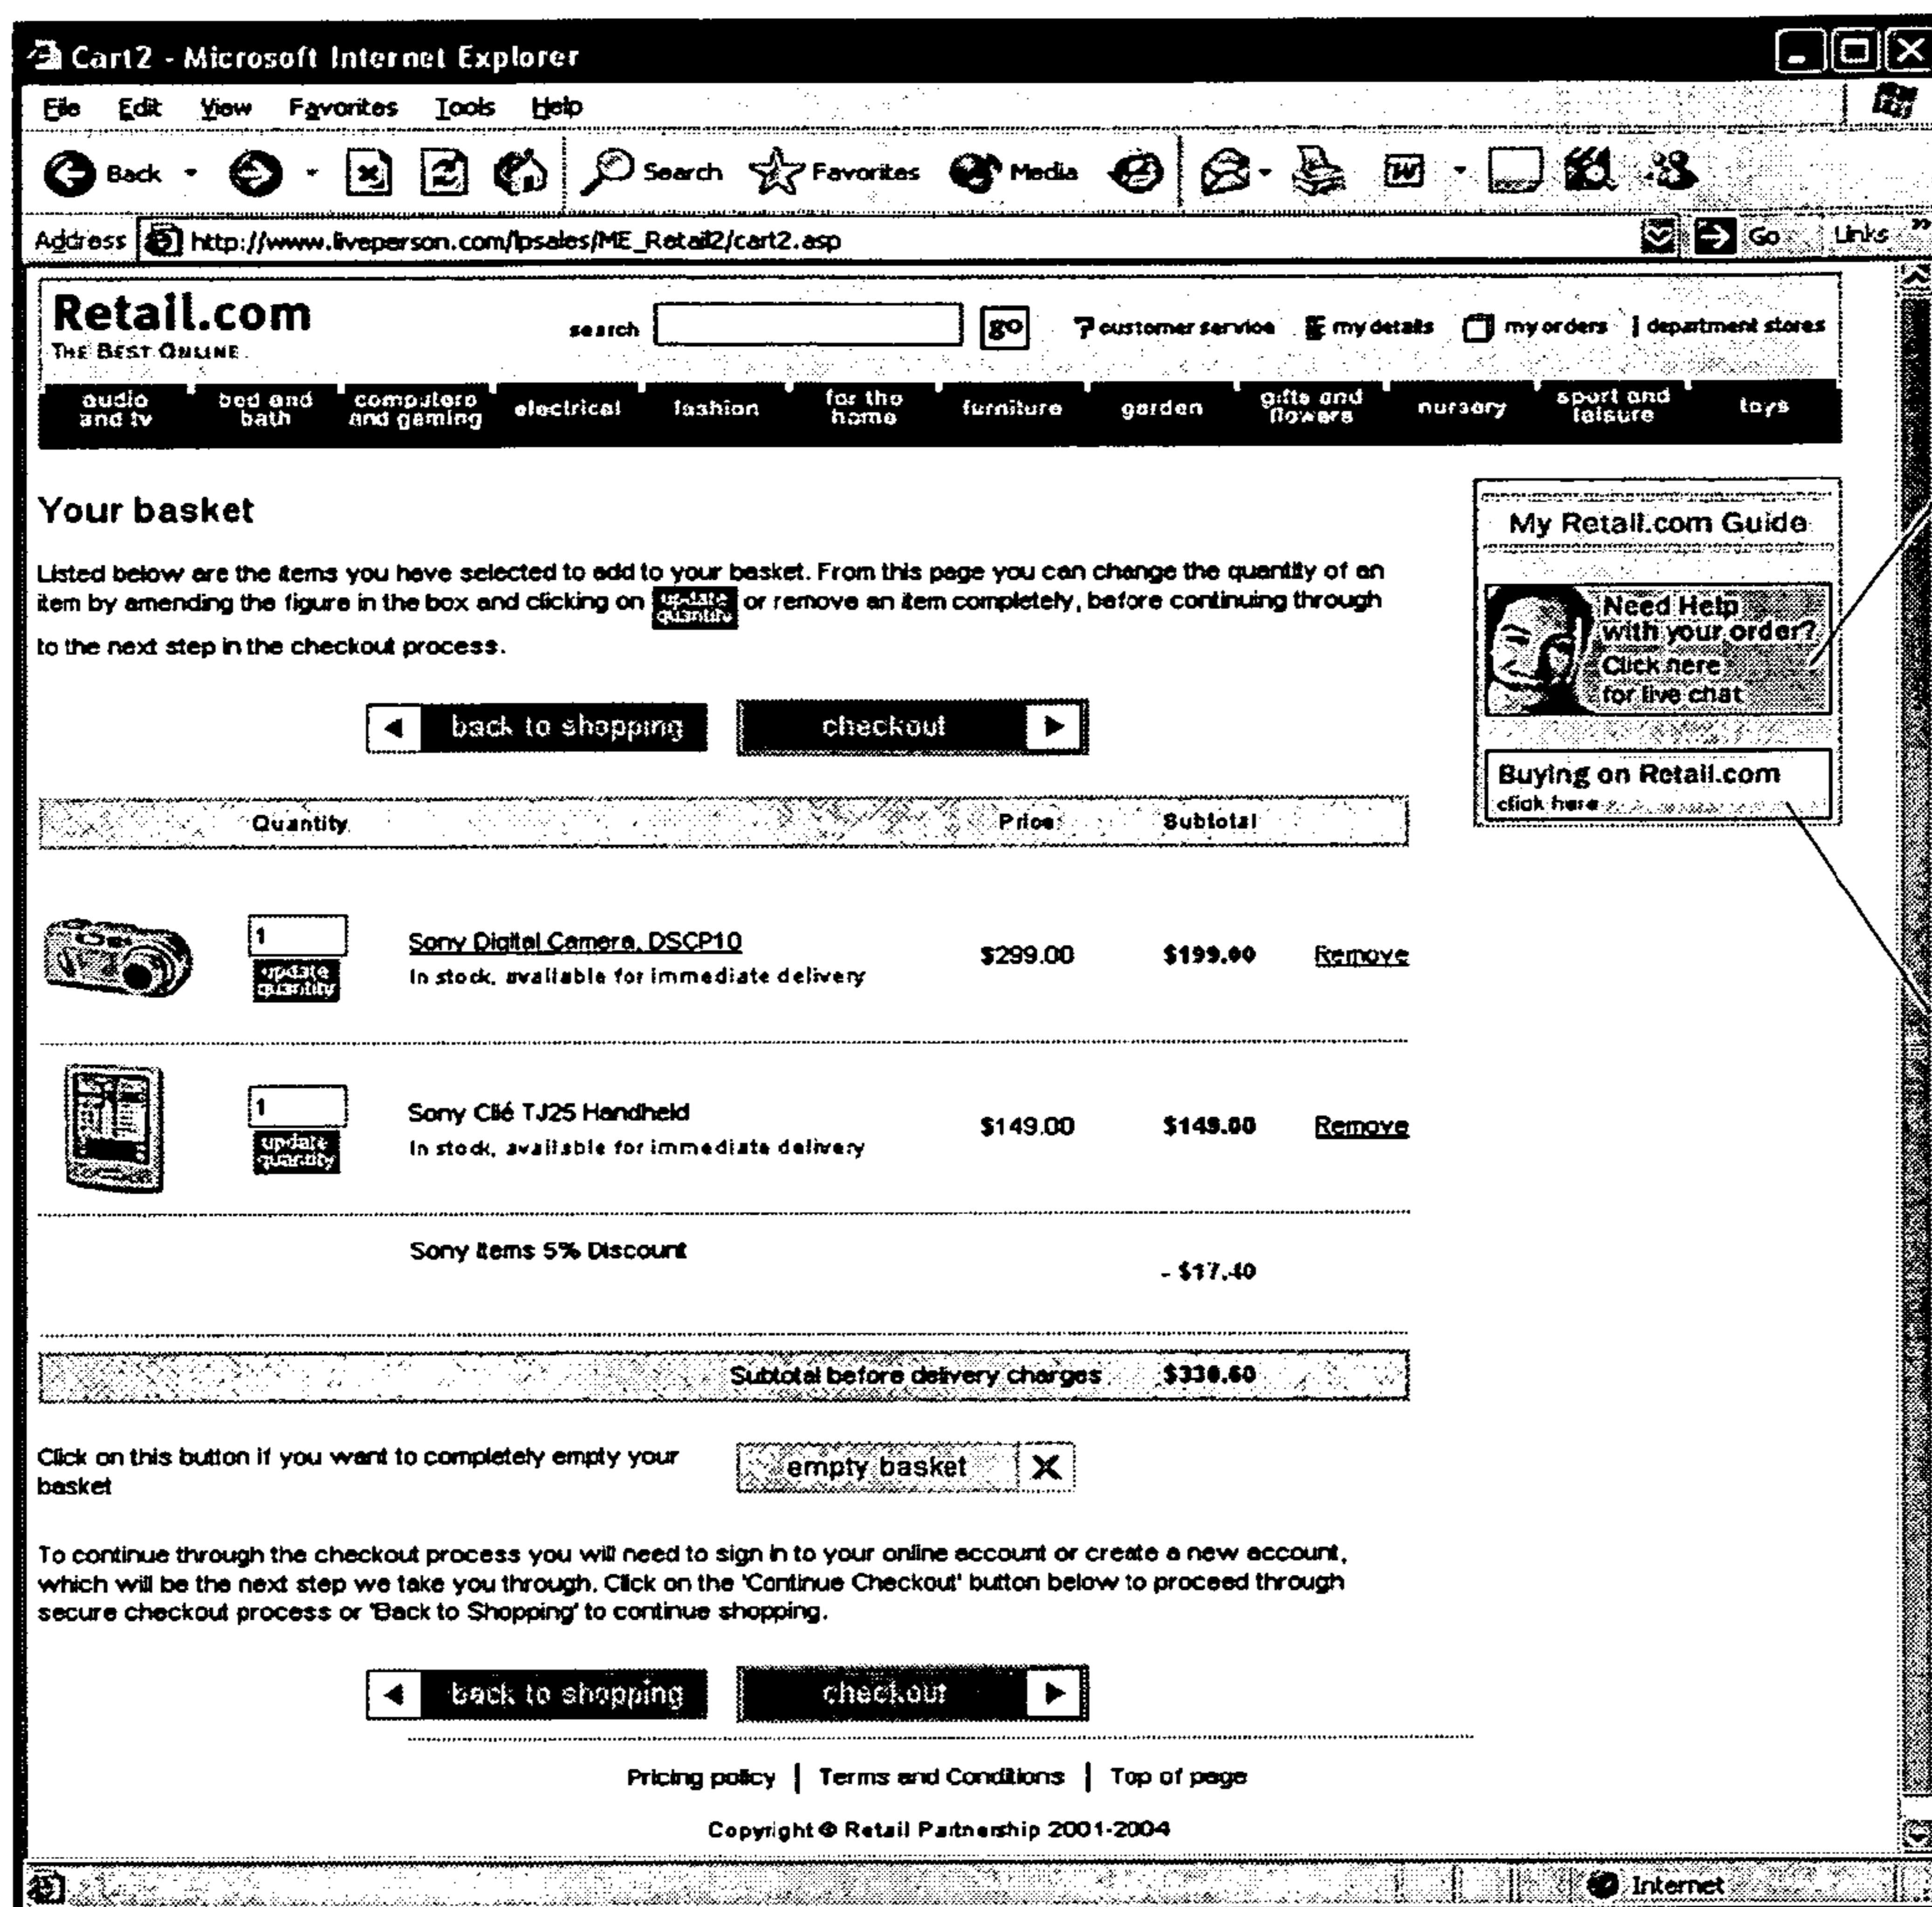 Cart2 - Microsoft Internet Explorer
File Edit View Favorites Tools Help
Back Search Favorites Media
Address http://www.liveperson.com/lpsales/ME_Retail2/cart2.asp Go Links »
Retail.com
THE BEST ONLINE
search go ? customer service my details my orders department stores
audio and tv bed and bath computers and gaming electrical fashion for the home furniture garden gifts and flowers nursery sport and leisure toys
Your basket
Listed below are the items you have selected to add to your basket. From this page you can change the quantity of an
item by amending the figure in the box and clicking on update quantity or remove an item completely, before continuing through
to the next step in the checkout process.
My Retail.com Guide
Need Help
with your order?
Click here
for live chat
Buying on Retail.com
click here
back to shopping checkout
Quantity Price Subtotal
1 update quantity Sony Digital Camera, DSCP10 $299.00 $199.00 Remove
In stock, available for immediate delivery
1 update quantity Sony Clié TJ25 Handheld $149.00 $149.00 Remove
In stock, available for immediate delivery
Sony items 5% Discount
- $17.40
Subtotal before delivery charges $330.60
Click on this button if you want to completely empty your
basket
empty basket X
To continue through the checkout process you will need to sign in to your online account or create a new account,
which will be the next step we take you through. Click on the 'Continue Checkout' button below to proceed through
secure checkout process or 'Back to Shopping' to continue shopping.
back to shopping checkout
Pricing policy | Terms and Conditions | Top of page
Copyright © Retail Partnership 2001-2004
Internet